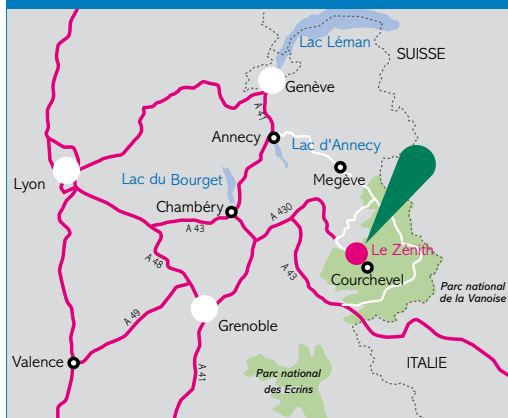 Lac Léman
SUISSE
Genève
A 41
Annecy
Lac d'Annecy
Megève
Lyon
Lac du Bourget
Chambéry
A 430
A 43
Le Zénith
A 48
A 43
Courchevel
Parc national
de la Vanoise
A 49
Grenoble
Valence
A 41
Parc national
des Ecrins
ITALIE